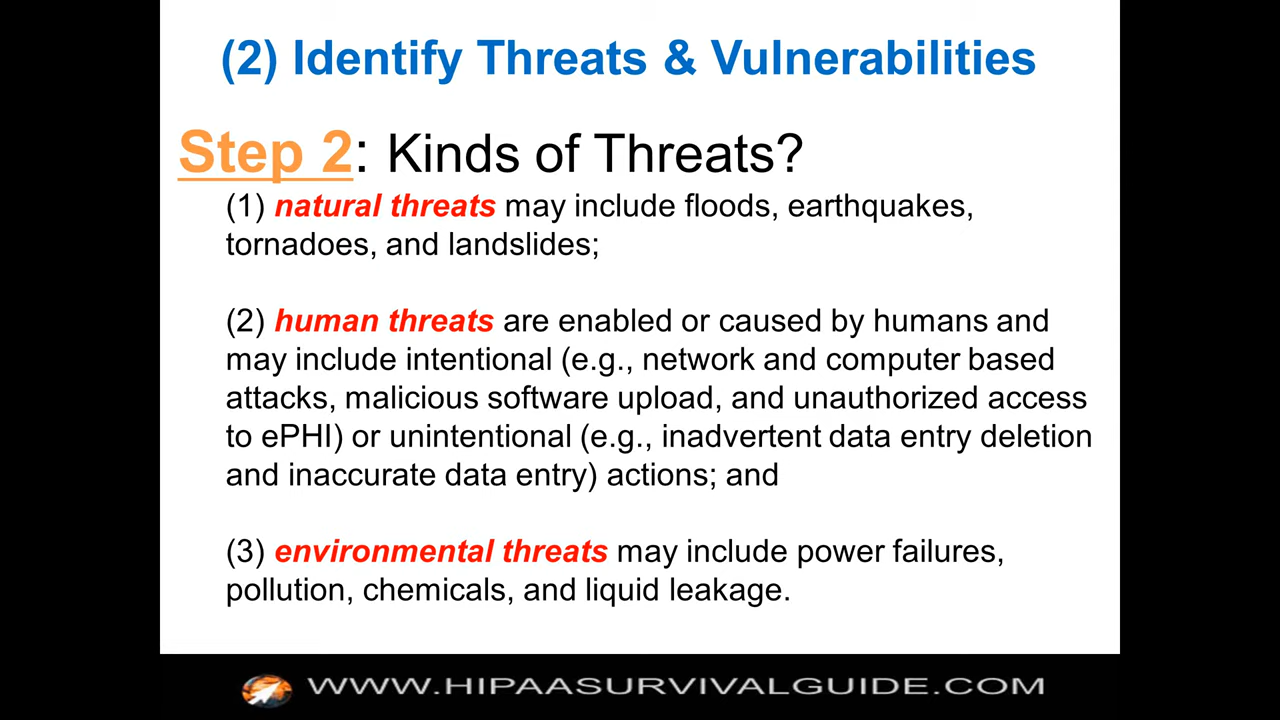 (2) Identify Threats & Vulnerabilities
Step 2: Kinds of Threats?
(1) natural threats may include floods, earthquakes,
tornadoes, and landslides;
(2) human threats are enabled or caused by humans and
may include intentional (e.g., network and computer based
attacks, malicious software upload, and unauthorized access
to ePHI) or unintentional (e.g., inadvertent data entry deletion
and inaccurate data entry) actions; and
(3) environmental threats may include power failures,
pollution, chemicals, and liquid leakage.
WWW.HIPAASURVIVALGUIDE.COM